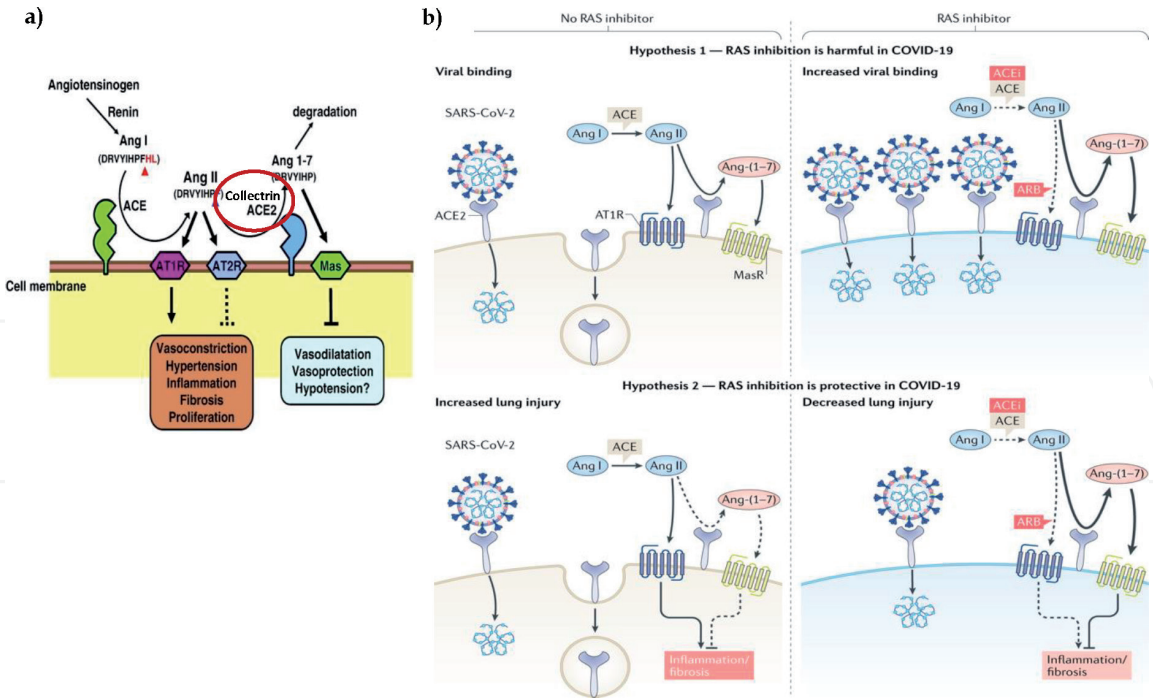 a)
Angiotensinogen
Renin
Ang I
(DRVYIHPFHL)
ACE
Ang II
(DRVYIHPF)
degradation
Ang 1-7
(DRVYIHP)
Collectrin
ACE2
AT1R
AT2R
Mas
Cell membrane
Vasoconstriction
Hypertension
Inflammation
Fibrosis
Proliferation
Vasodilatation
Vasoprotection
Hypotension?
b)
No RAS inhibitor
RAS inhibitor
Hypothesis 1 — RAS inhibition is harmful in COVID-19
Viral binding
SARS-CoV-2
ACE
Ang I
Ang II
Ang-(1–7)
ACE2
AT1R
MasR
Increased viral binding
ACEi
ACE
Ang I
Ang II
Ang-(1–7)
ARB
Hypothesis 2 — RAS inhibition is protective in COVID-19
Increased lung injury
SARS-CoV-2
ACE
Ang I
Ang II
Ang-(1–7)
Inflammation/
fibrosis
Decreased lung injury
ACEi
ACE
Ang I
Ang II
Ang-(1–7)
ARB
Inflammation/
fibrosis